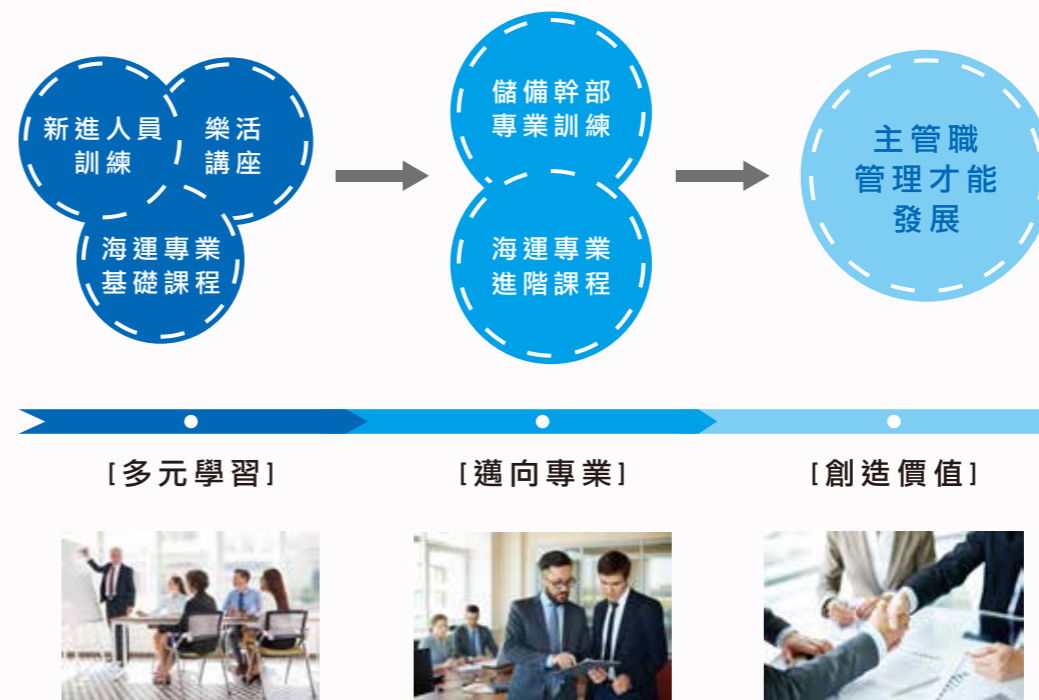 新進人員
訓練
樂活
講座
海運專業
基礎課程
儲備幹部
專業訓練
海運專業
進階課程
主管職
管理才能
發展
[多元學習]
[邁向專業]
[創造價值]